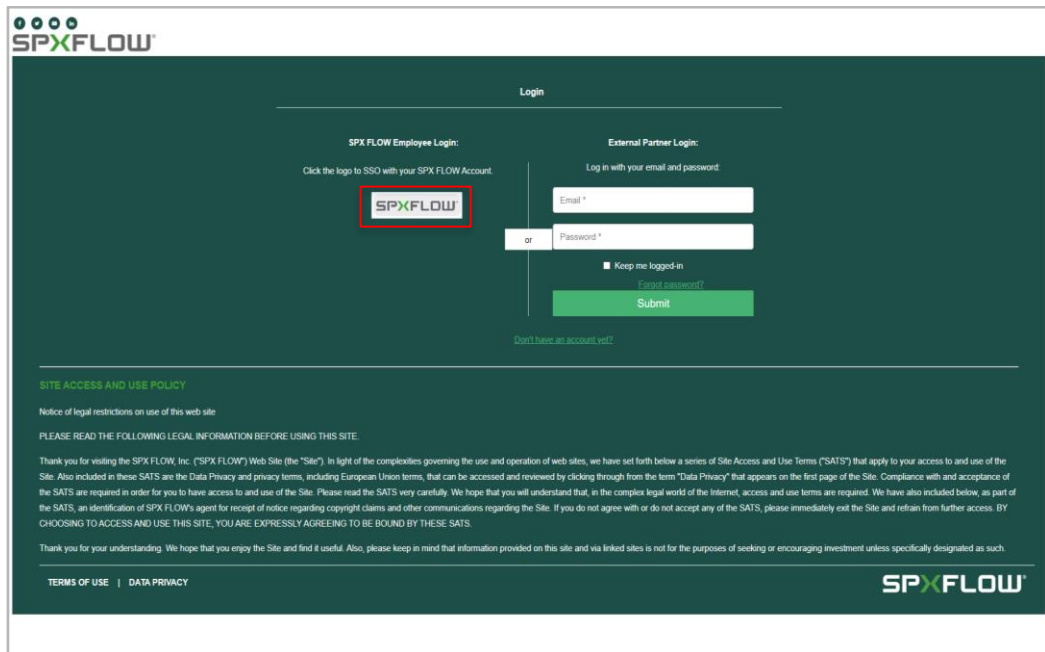 SPXFLOW
Login
SPX FLOW Employee Login:
Click the logo to SSO with your SPX FLOW Account.
SPXFLOW
or
External Partner Login:
Log in with your email and password:
Email *
Password *
Keep me logged-in
Forgot password?
Submit
Don't have an account yet?
SITE ACCESS AND USE POLICY
Notice of legal restrictions on use of this web site
PLEASE READ THE FOLLOWING LEGAL INFORMATION BEFORE USING THIS SITE.
Thank you for visiting the SPX FLOW, Inc. ("SPX FLOW") Web Site (the "Site"). In light of the complexities governing the use and operation of web sites, we have set forth below a series of Site Access and Use Terms ("SATS") that apply to your access to and use of the
Site. Also included in these SATS are the Data Privacy and privacy terms, including European Union terms, that can be accessed and reviewed by clicking through from the term "Data Privacy" that appears on the first page of the Site. Compliance with and acceptance of
the SATS are required in order for you to have access to and use of the Site. Please read the SATS very carefully. We hope that you will understand that, in the complex legal world of the Internet, access and use terms are required. We have also included below, as part of
the SATS, an identification of SPX FLOW's agent for receipt of notice regarding copyright claims and other communications regarding the Site. If you do not agree with or do not accept any of the SATS, please immediately exit the Site and refrain from further access. BY
CHOOSING TO ACCESS AND USE THIS SITE, YOU ARE EXPRESSLY AGREEING TO BE BOUND BY THESE SATS.
Thank you for your understanding. We hope that you enjoy the Site and find it useful. Also, please keep in mind that information provided on this site and via linked sites is not for the purposes of seeking or encouraging investment unless specifically designated as such.
TERMS OF USE | DATA PRIVACY
SPXFLOW